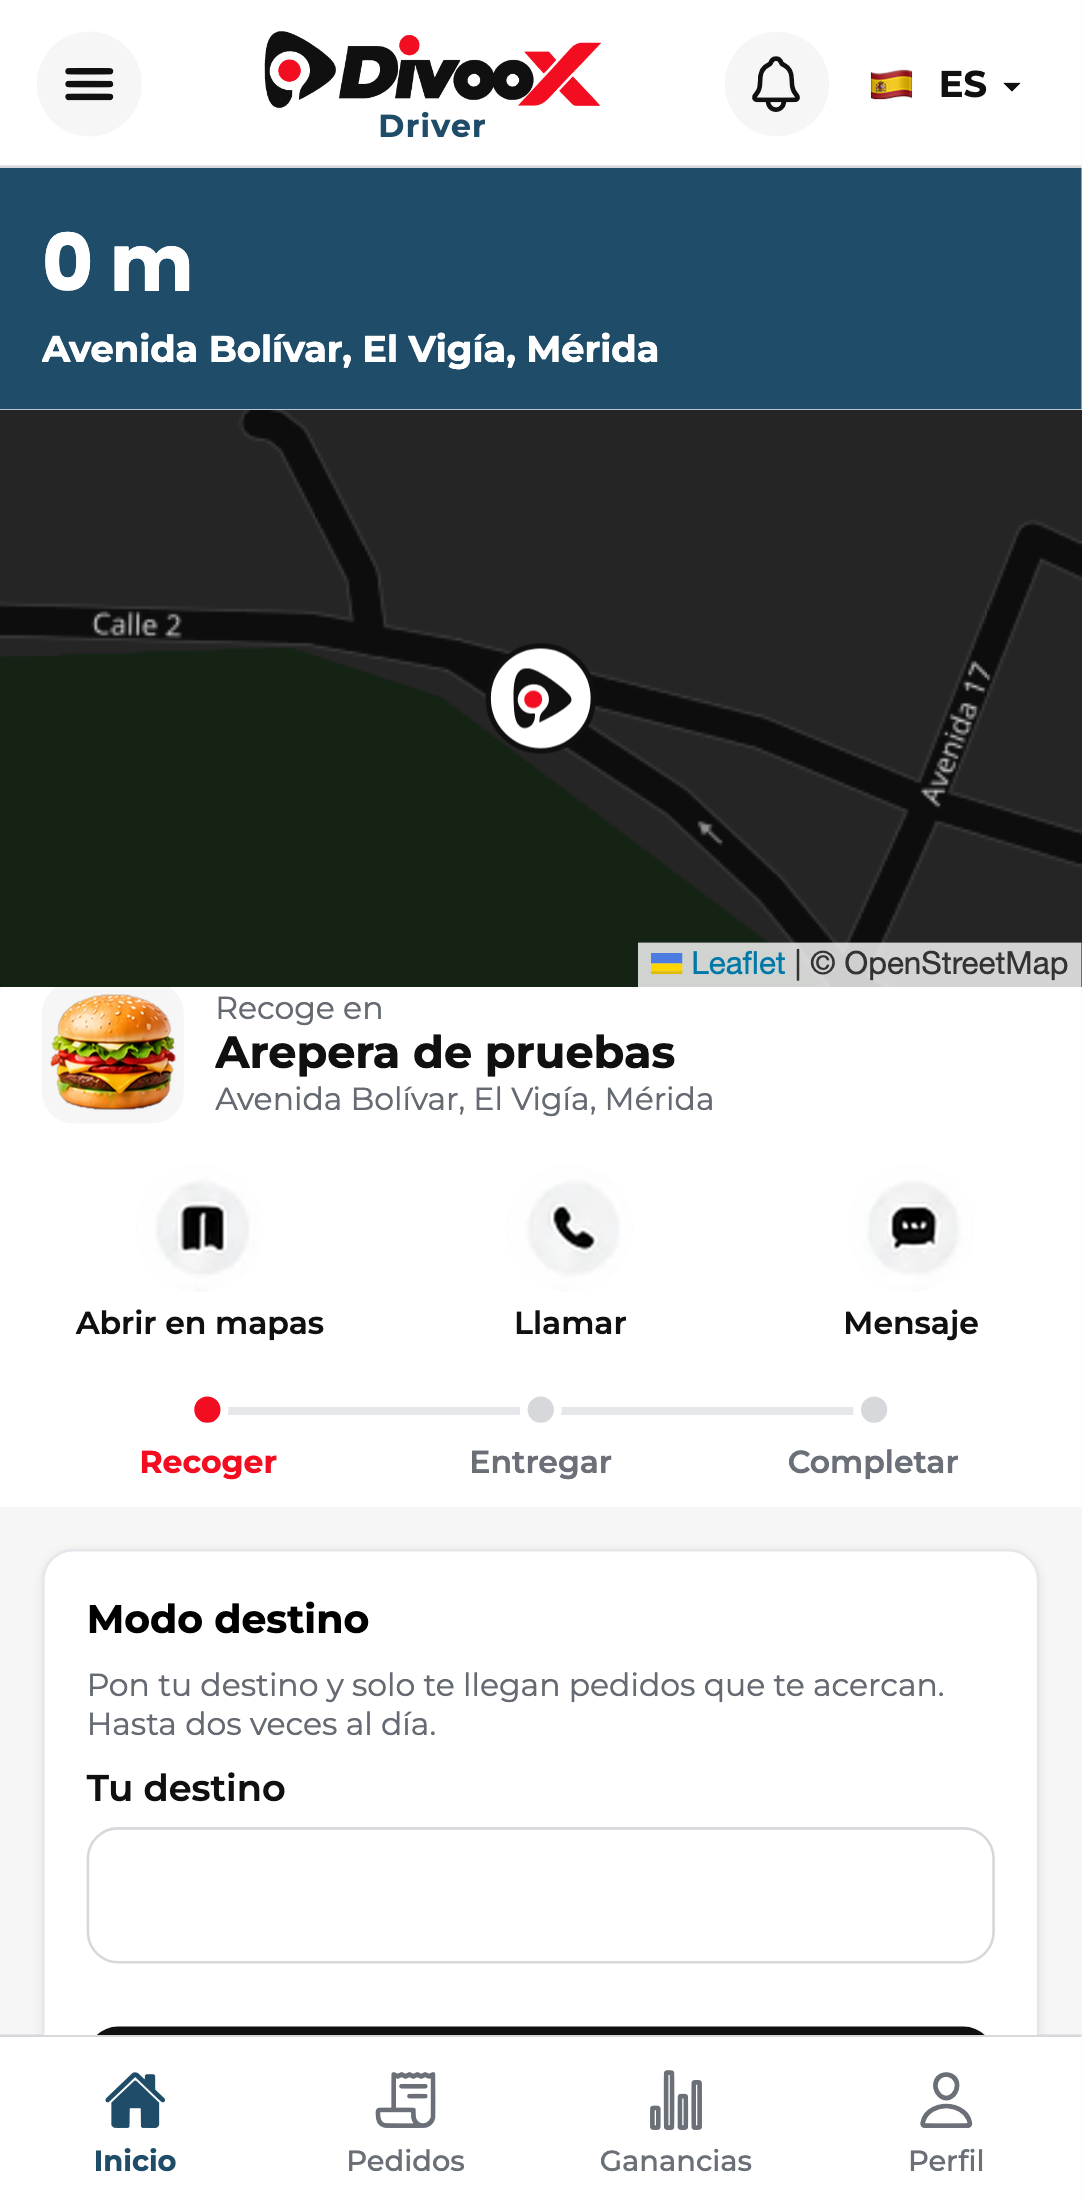 DivooX
Driver
ES
0 m
Avenida Bolívar, El Vigía, Mérida
Calle 2
Avenida 17
Leaflet | © OpenStreetMap
Recoge en
Arepera de pruebas
Avenida Bolívar, El Vigía, Mérida
Abrir en mapas
Llamar
Mensaje
Recoger
Entregar
Completar
Modo destino
Pon tu destino y solo te llegan pedidos que te acercan.
Hasta dos veces al día.
Tu destino
Inicio
Pedidos
Ganancias
Perfil